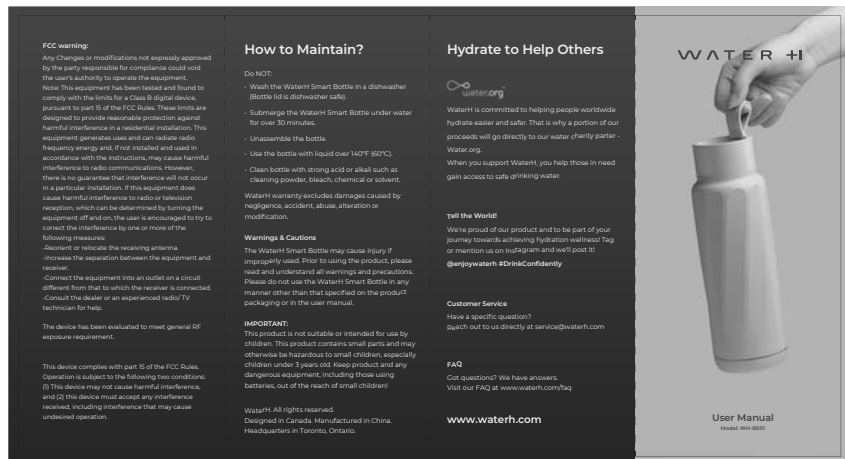 FCC warning:
Any Changes or modifications not expressly approved
by the party responsible for compliance could void
the user's authority to operate the equipment.
Note: This equipment has been tested and found to
comply with the limits for a Class B digital device,
pursuant to part 15 of the FCC Rules. These limits are
designed to provide reasonable protection against
harmful interference in a residential installation. This
equipment generates uses and can radiate radio
frequency energy and, if not installed and used in
accordance with the instructions, may cause harmful
interference to radio communications. However,
there is no guarantee that interference will not occur
in a particular installation. If this equipment does
cause harmful interference to radio or television
reception, which can be determined by turning the
equipment off and on, the user is encouraged to try to
correct the interference by one or more of the
following measures:
-Reorient or relocate the receiving antenna.
-Increase the separation between the equipment and
receiver.
-Connect the equipment into an outlet on a circuit
different from that to which the receiver is connected.
-Consult the dealer or an experienced radio/ TV
technician for help.
The device has been evaluated to meet general RF
exposure requirement.
This device complies with part 15 of the FCC Rules.
Operation is subject to the following two conditions:
(1) This device may not cause harmful interference,
and (2) this device must accept any interference
received, including interference that may cause
undesired operation.
How to Maintain?
Do NOT:
• Wash the WaterH Smart Bottle in a dishwasher
(Bottle lid is dishwasher safe).
• Submerge the WaterH Smart Bottle under water
for over 30 minutes.
• Unassemble the bottle.
• Use the bottle with liquid over 140°F (60°C).
• Clean bottle with strong acid or alkali such as
cleaning powder, bleach, chemical or solvent.
WaterH warranty excludes damages caused by
negligence, accident, abuse, alteration or
modification.
Warnings & Cautions
The WaterH Smart Bottle may cause injury if
improperly used. Prior to using the product, please
read and understand all warnings and precautions.
Please do not use the WaterH Smart Bottle in any
manner other than that specified on the product
packaging or in the user manual.
IMPORTANT:
This product is not suitable or intended for use by
children. This product contains small parts and may
otherwise be hazardous to small children, especially
children under 3 years old. Keep product and any
dangerous equipment, including those using
batteries, out of the reach of small children!
WaterH. All rights reserved.
Designed in Canada. Manufactured in China.
Headquarters in Toronto, Ontario.
Hydrate to Help Others
water.org
WaterH is committed to helping people worldwide
hydrate easier and safer. That is why a portion of our
proceeds will go directly to our water charity parter -
Water.org.
When you support WaterH, you help those in need
gain access to safe drinking water.
Tell the World!
We're proud of our product and to be part of your
journey towards achieving hydration wellness! Tag
or mention us on Instagram and we'll post it!
@enjoywaterh #DrinkConfidently
Customer Service
Have a specific question?
Reach out to us directly at service@waterh.com
FAQ
Got questions? We have answers.
Visit our FAQ at www.waterh.com/faq
www.waterh.com
WATER H
User Manual
Model: WH-B001